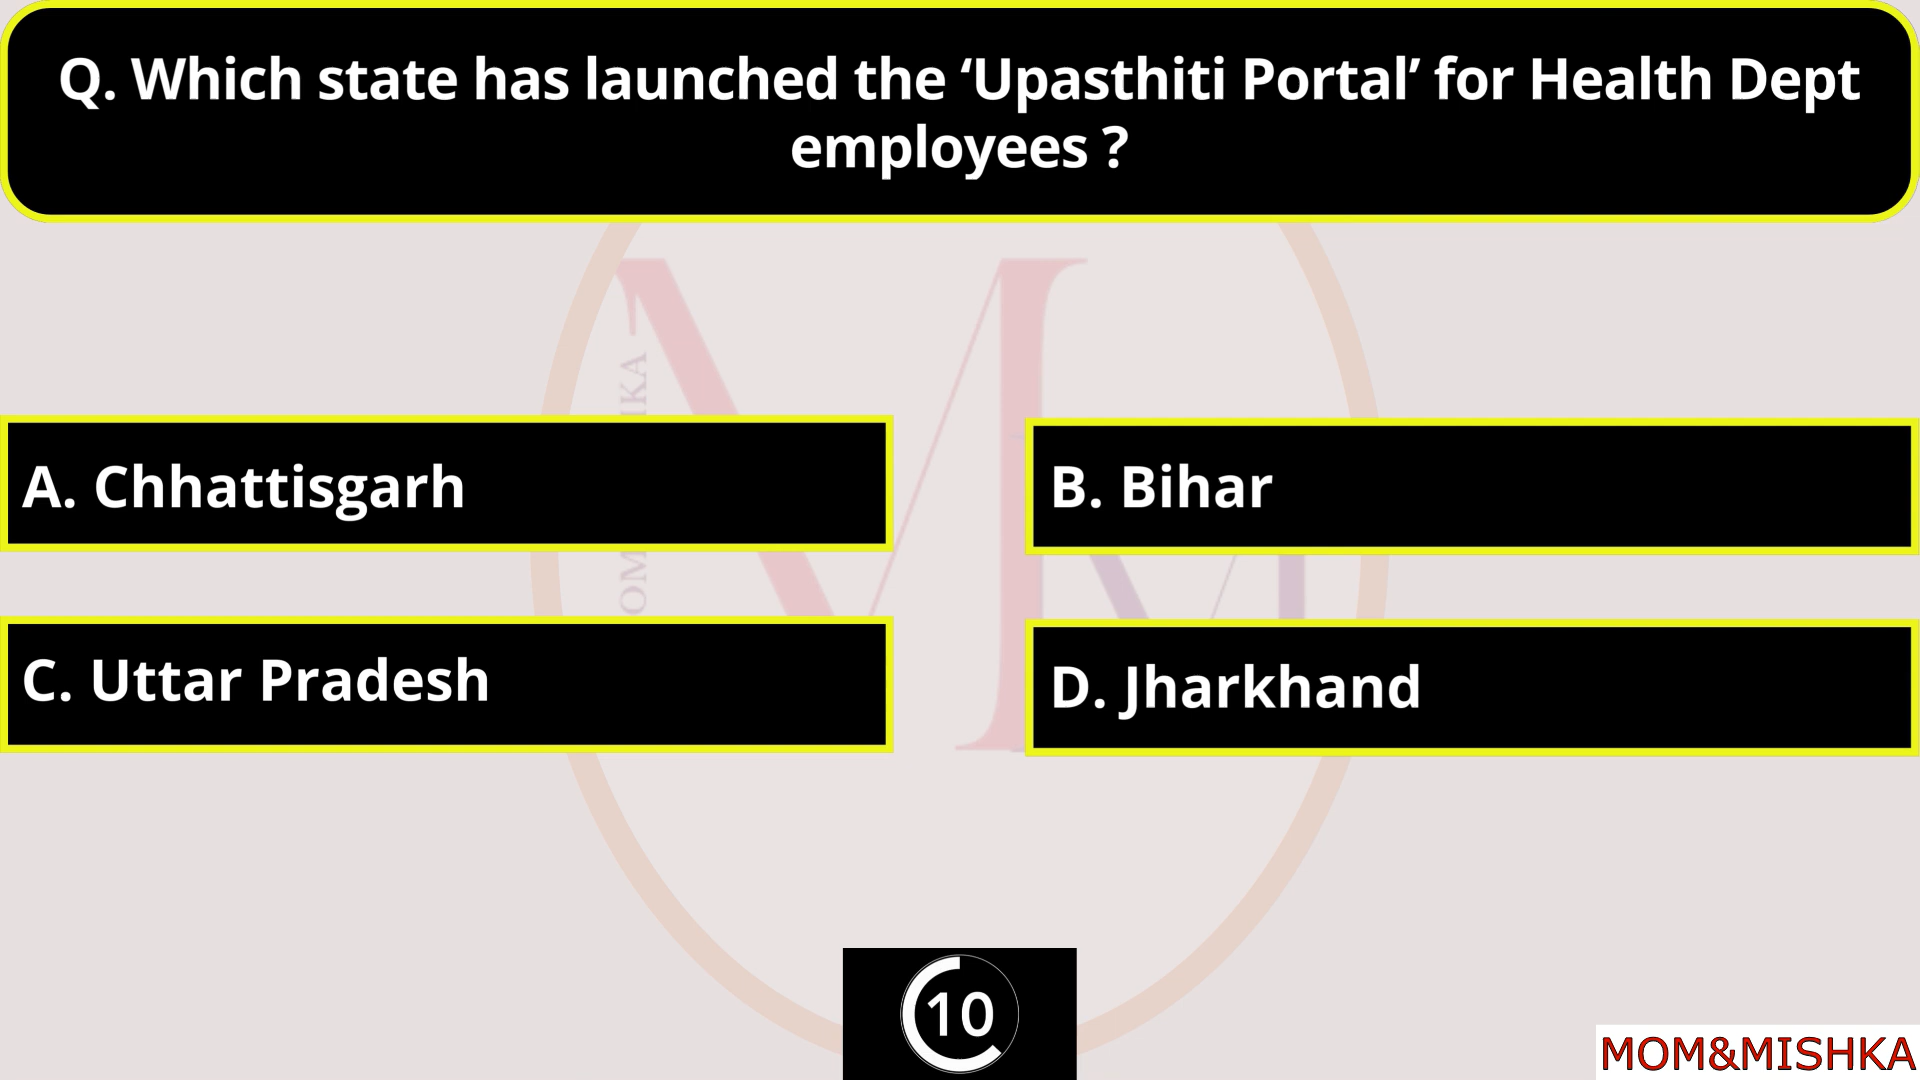 Q. Which state has launched the ‘Upasthiti Portal’ for Health Dept
employees ?
A. Chhattisgarh
B. Bihar
C. Uttar Pradesh
D. Jharkhand
10
MOM&MISHKA